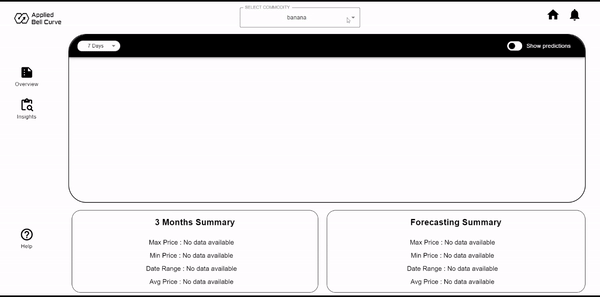 Applied
Bell Curve
SELECT COMMODITY
banana
7 Days
Show predictions
Overview
Insights
Help
3 Months Summary
Max Price : No data available
Min Price : No data available
Date Range : No data available
Avg Price : No data available
Forecasting Summary
Max Price : No data available
Min Price : No data available
Date Range : No data available
Avg Price : No data available